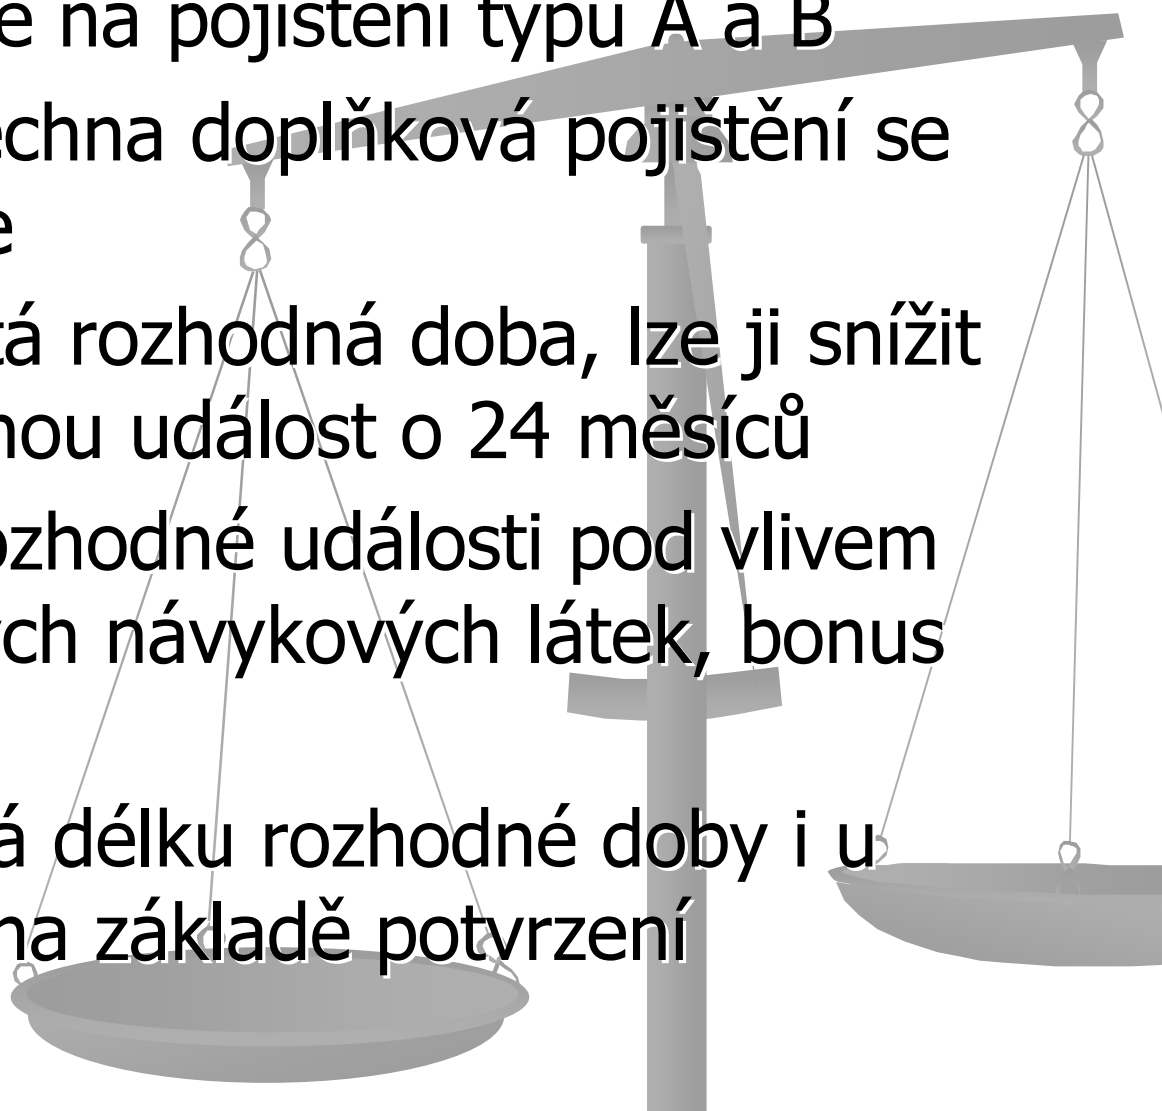 e na pojištění typu A a B
echna doplňková pojištění se
e
tá rozhodná doba, lze ji snížit
nou událost o 24 měsíců
ozhodné události pod vlivem
ých návykových látek, bonus
á délku rozhodné doby i u
na základě potvrzení